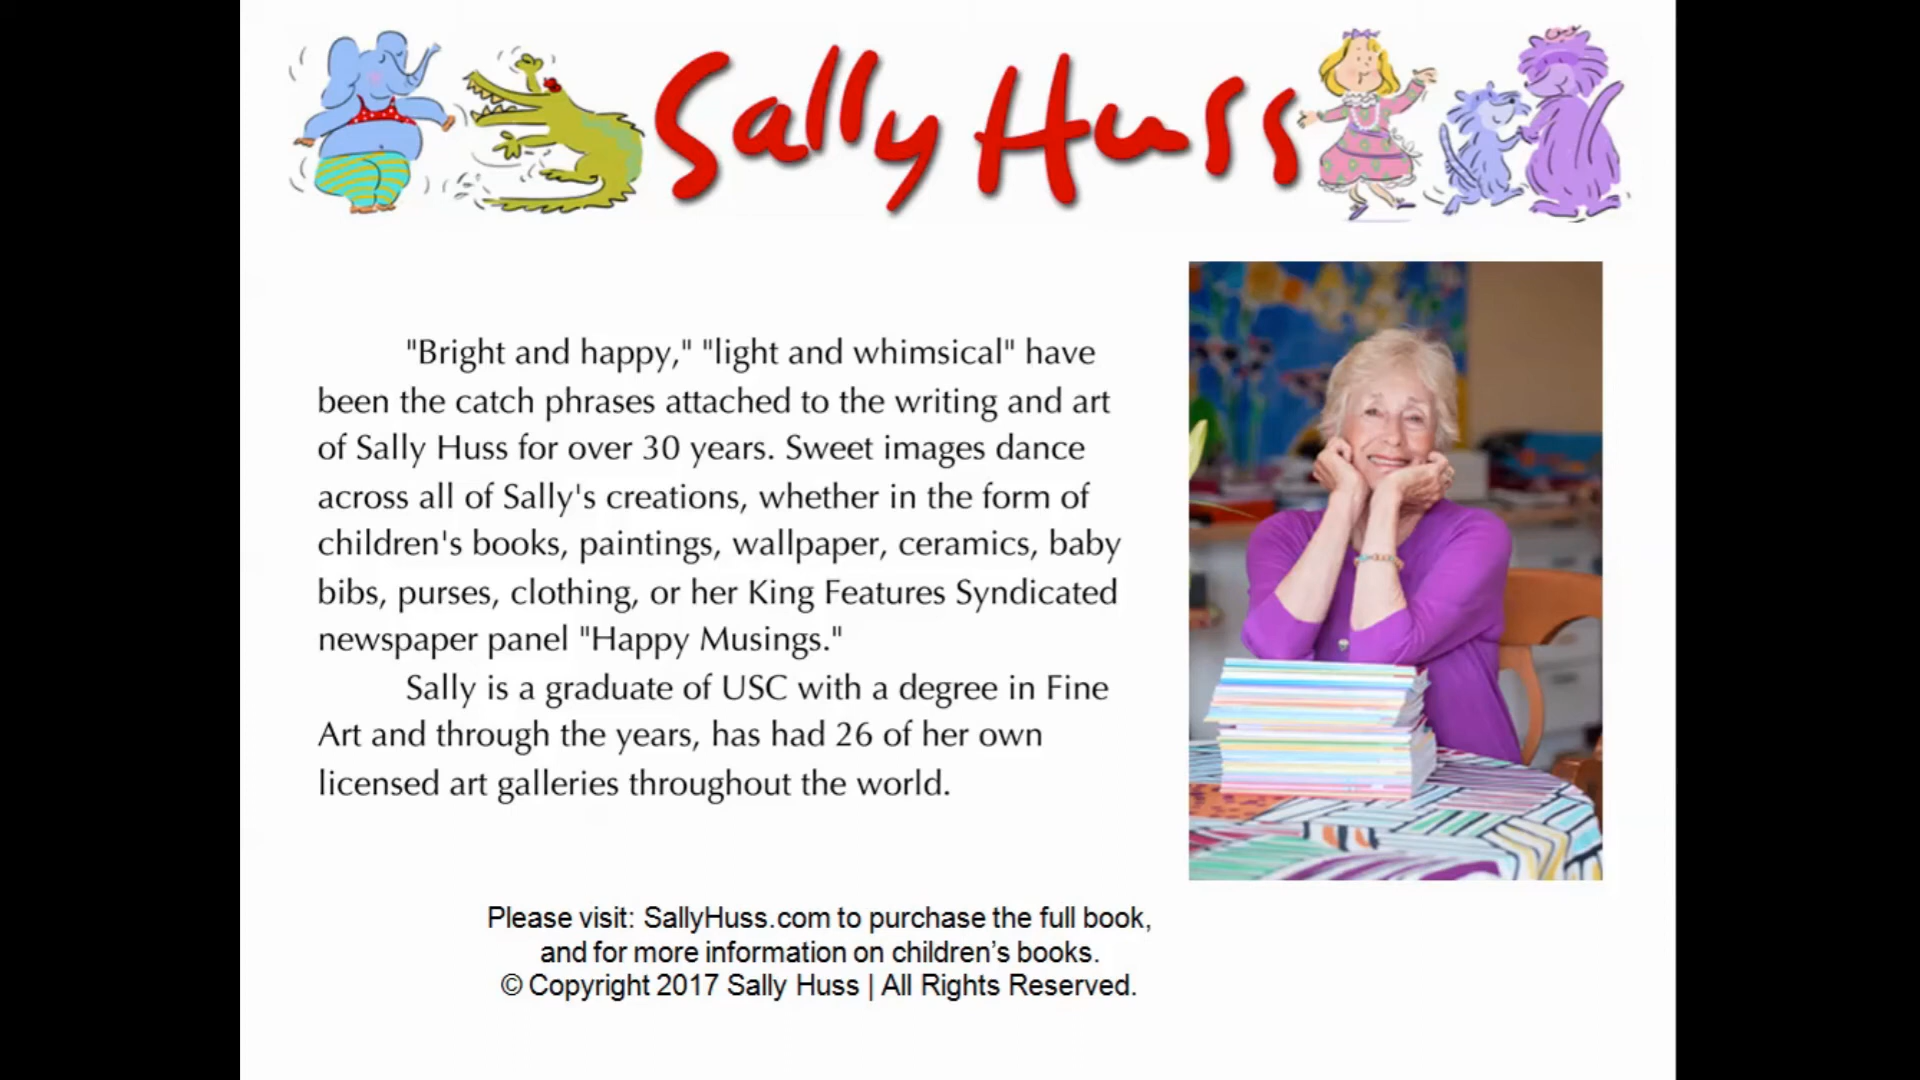 Sally Huss
"Bright and happy," "light and whimsical" have
been the catch phrases attached to the writing and art
of Sally Huss for over 30 years. Sweet images dance
across all of Sally's creations, whether in the form of
children's books, paintings, wallpaper, ceramics, baby
bibs, purses, clothing, or her King Features Syndicated
newspaper panel "Happy Musings."
Sally is a graduate of USC with a degree in Fine
Art and through the years, has had 26 of her own
licensed art galleries throughout the world.
Please visit: SallyHuss.com to purchase the full book,
and for more information on children’s books.
© Copyright 2017 Sally Huss | All Rights Reserved.